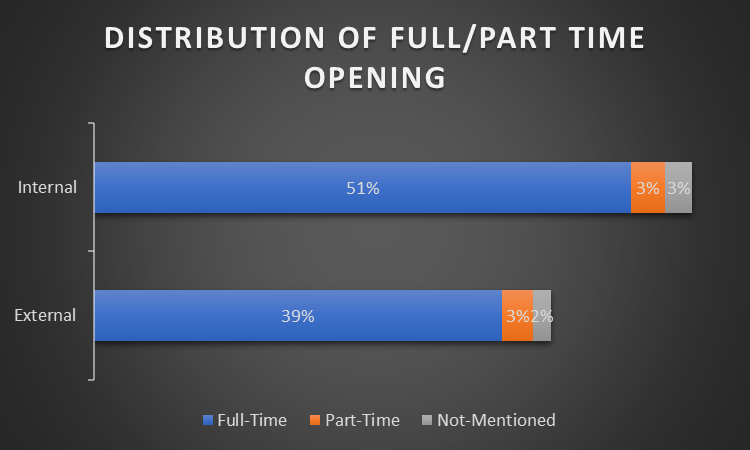 DISTRIBUTION OF FULL/PART TIME
OPENING
Internal
51%
3%
3%
External
39%
3%
2%
Full-Time
Part-Time
Not-Mentioned